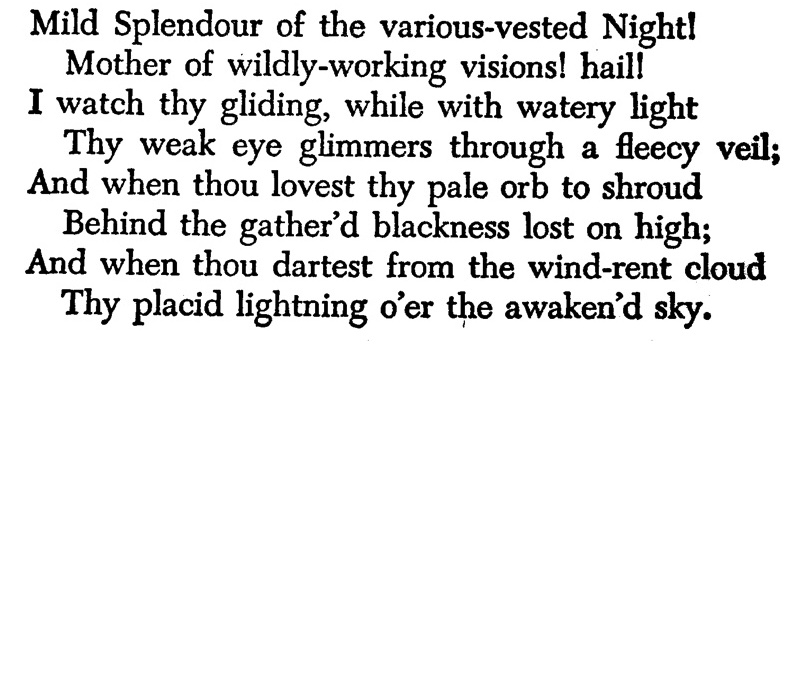 Mild Splendour of the various-vested Night!
Mother of wildly-working visions! hail!
I watch thy gliding, while with watery light
Thy weak eye glimmers through a fleecy veil;
And when thou lovest thy pale orb to shroud
Behind the gather'd blackness lost on high;
And when thou dartest from the wind-rent cloud
Thy placid lightning o'er the awaken'd sky.